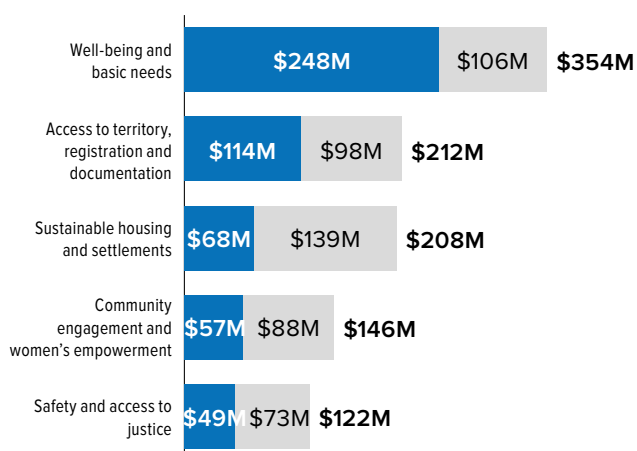 Well-being and
basic needs
$248M $106M $354M
Access to territory,
registration and
documentation
$114M $98M $212M
Sustainable housing
and settlements
$68M $139M $208M
Community
engagement and
women's empowerment
$57M $88M $146M
Safety and access to
justice
$49M $73M $122M